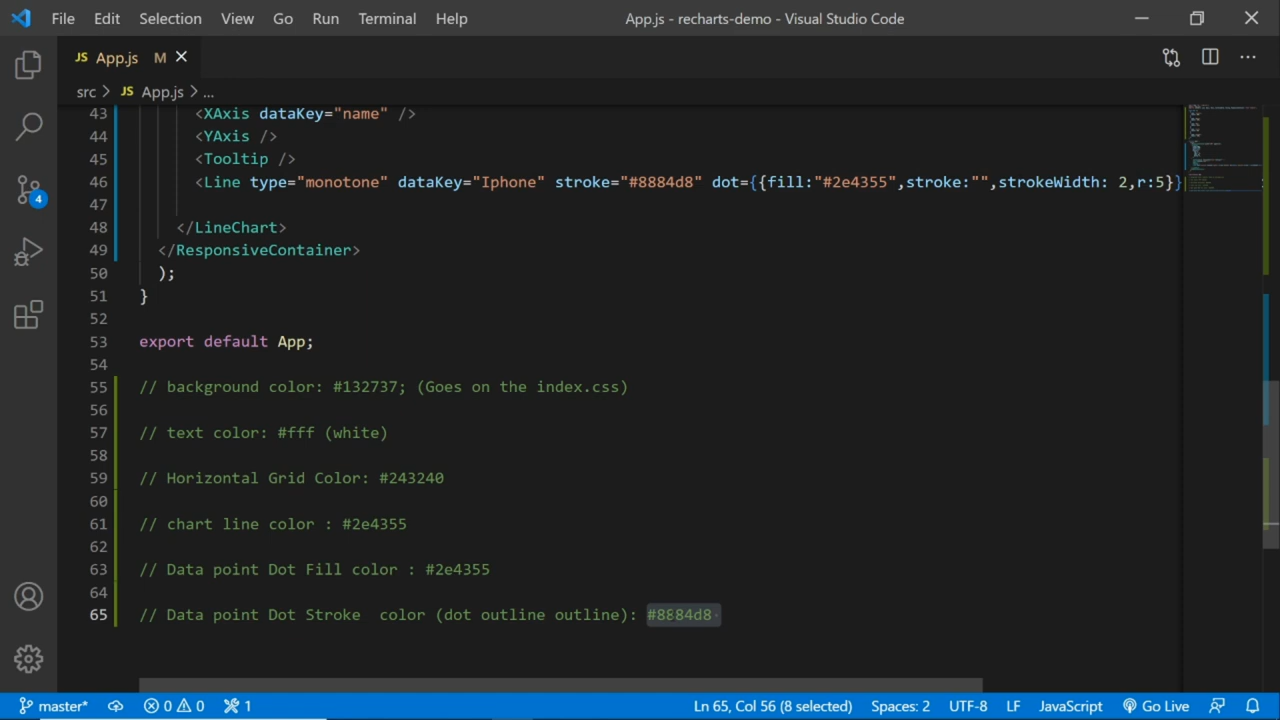 File Edit Selection View Go Run Terminal Help App.js - recharts-demo - Visual Studio Code
JS App.js M
src > JS App.js > ...
43 <XAxis dataKey="name" />
44 <YAxis />
45 <Tooltip />
46 <Line type="monotone" dataKey="Iphone" stroke="#8884d8" dot={{fill:"#2e4355",stroke:"",strokeWidth: 2,r:5}}
47
48 </LineChart>
49 </ResponsiveContainer>
50 );
51 }
52
53 export default App;
54
55 // background color: #132737; (Goes on the index.css)
56
57 // text color: #fff (white)
58
59 // Horizontal Grid Color: #243240
60
61 // chart line color : #2e4355
62
63 // Data point Dot Fill color : #2e4355
64
65 // Data point Dot Stroke  color (dot outline outline): #8884d8
4
master* 0 0 1 Ln 65, Col 56 (8 selected) Spaces: 2 UTF-8 LF JavaScript Go Live